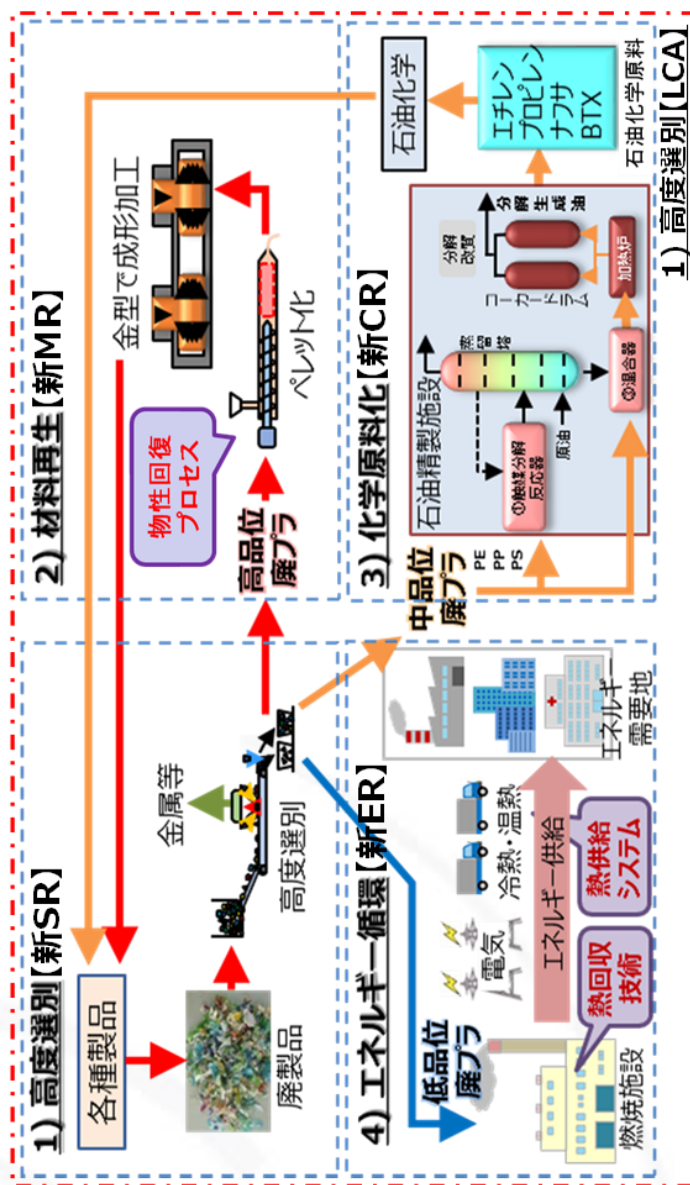 1) 高度選別【新SR】
各種製品
廃製品
金属等
高度選別
2) 材料再生【新MR】
高品位
廃プラ
物性回復
プロセス
ペレット化
金型で成形加工
4) エネルギー循環【新ER】
低品位
廃プラ
燃焼施設
熱回収
技術
電気
冷熱・温熱
エネルギー供給
熱供給
システム
エネルギー
需要地
3) 化学原料化【新CR】
中品位
廃プラ
PE
PP
PS
石油精製施設
①触媒分解
反応器
原油
蒸留塔
②混合器
加熱炉
コーカードラム
分解
改質
分解生成油
エチレン
プロピレン
ナフサ
BTX
石油化学原料
石油化学
1) 高度選別【LCA】